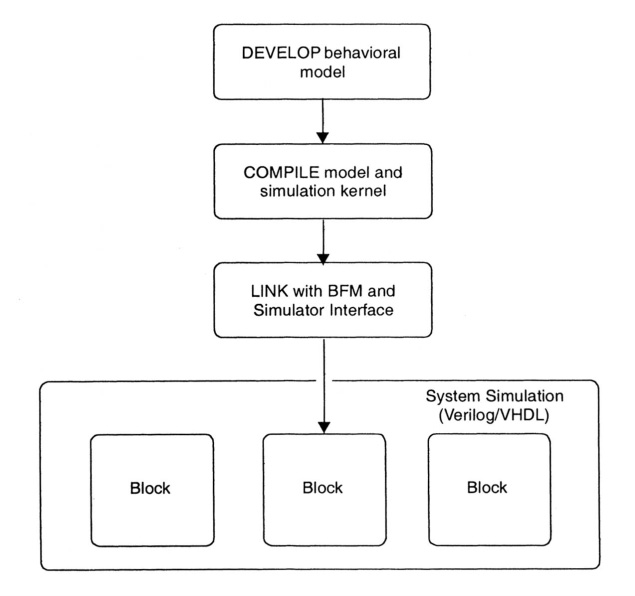 DEVELOP behavioral
model
COMPILE model and
simulation kernel
LINK with BFM and
Simulator Interface
System Simulation
(Verilog/VHDL)
Block
Block
Block